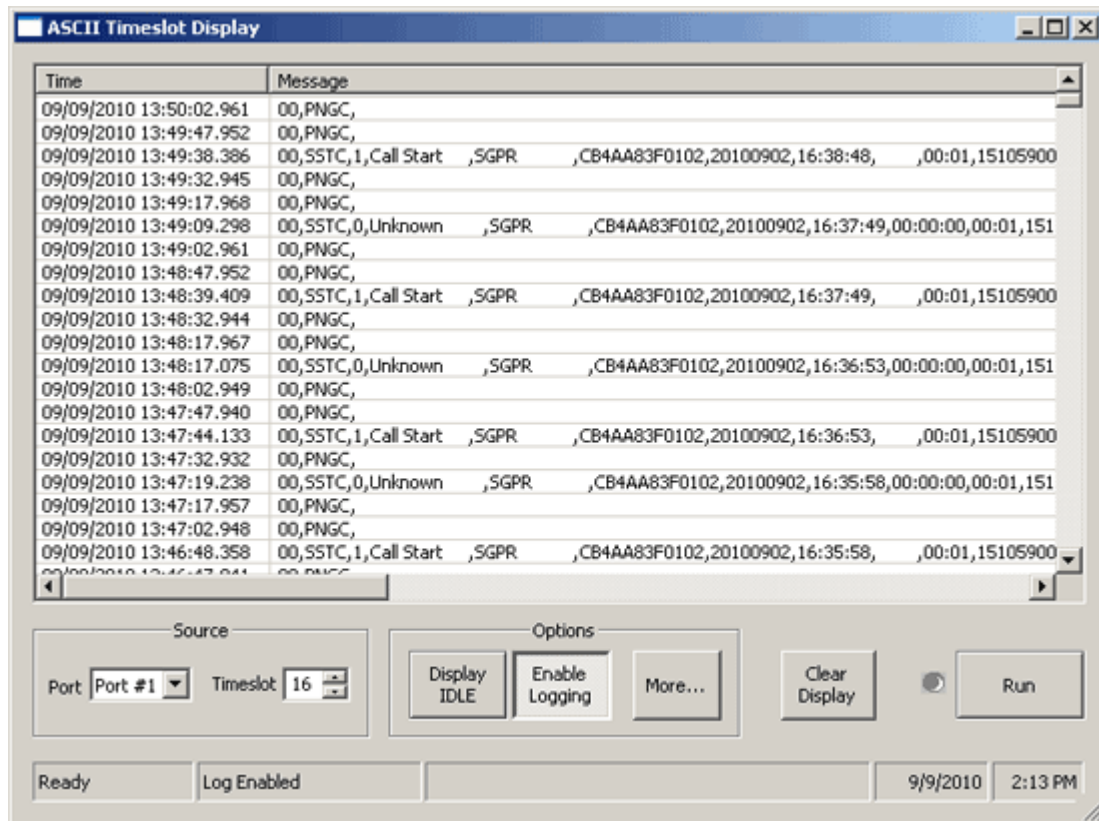 ASCII Timeslot Display
Time Message
09/09/2010 13:50:02.961 00,PNGC,
09/09/2010 13:49:47.952 00,PNGC,
09/09/2010 13:49:38.386 00,SSTC,1,Call Start ,SGPR ,CB4AA83F0102,20100902,16:38:48, ,00:01,15105900
09/09/2010 13:49:32.945 00,PNGC,
09/09/2010 13:49:17.968 00,PNGC,
09/09/2010 13:49:09.298 00,SSTC,0,Unknown ,SGPR ,CB4AA83F0102,20100902,16:37:49,00:00:00,00:01,151
09/09/2010 13:49:02.961 00,PNGC,
09/09/2010 13:48:47.952 00,PNGC,
09/09/2010 13:48:39.409 00,SSTC,1,Call Start ,SGPR ,CB4AA83F0102,20100902,16:37:49, ,00:01,15105900
09/09/2010 13:48:32.944 00,PNGC,
09/09/2010 13:48:17.967 00,PNGC,
09/09/2010 13:48:17.075 00,SSTC,0,Unknown ,SGPR ,CB4AA83F0102,20100902,16:36:53,00:00:00,00:01,151
09/09/2010 13:48:02.949 00,PNGC,
09/09/2010 13:47:47.940 00,PNGC,
09/09/2010 13:47:44.133 00,SSTC,1,Call Start ,SGPR ,CB4AA83F0102,20100902,16:36:53, ,00:01,15105900
09/09/2010 13:47:32.932 00,PNGC,
09/09/2010 13:47:19.238 00,SSTC,0,Unknown ,SGPR ,CB4AA83F0102,20100902,16:35:58,00:00:00,00:01,151
09/09/2010 13:47:17.957 00,PNGC,
09/09/2010 13:47:02.948 00,PNGC,
09/09/2010 13:46:48.358 00,SSTC,1,Call Start ,SGPR ,CB4AA83F0102,20100902,16:35:58, ,00:01,15105900
Source
Port Port #1 Timeslot 16
Options
Display IDLE
Enable Logging
More...
Clear Display
Run
Ready Log Enabled 9/9/2010 2:13 PM